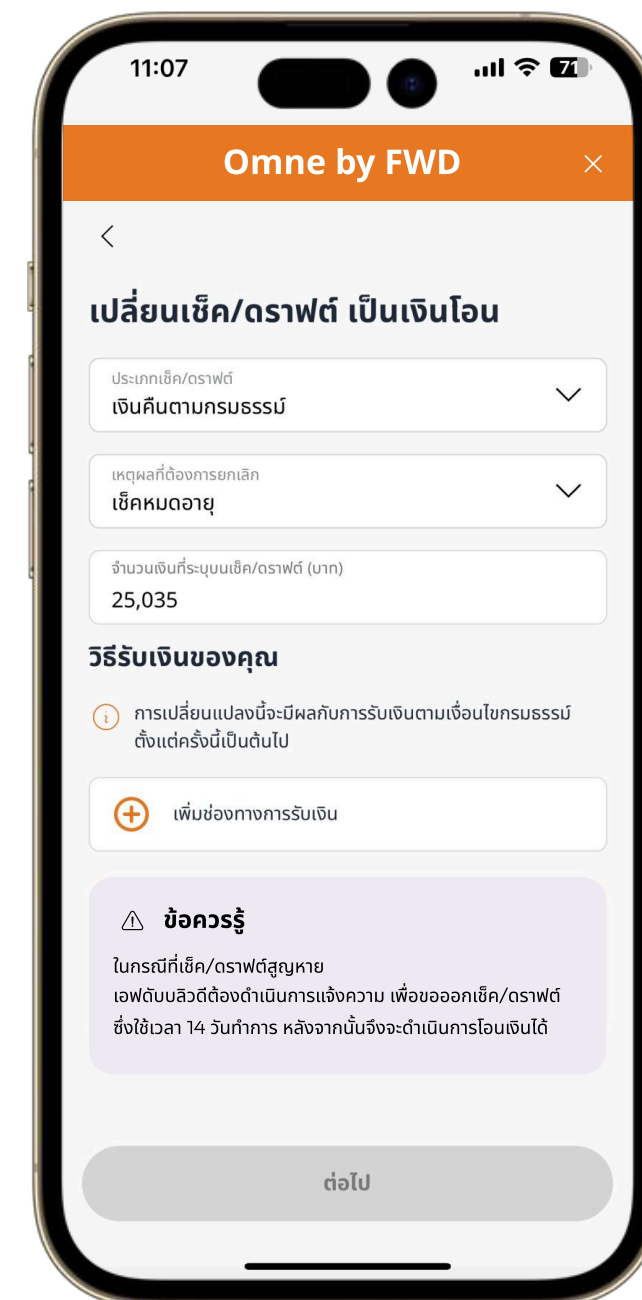 11:07
71
Omne by FWD
เปลี่ยนเช็ค/ดราฟต์ เป็นเงินโอน
ประเภทเช็ค/ดราฟต์
เงินคืนตามกรมธรรม์
เหตุผลที่ต้องการยกเลิก
เช็คหมดอายุ
จำนวนเงินที่ระบุบนเช็ค/ดราฟต์ (บาท)
25,035
วิธีรับเงินของคุณ
การเปลี่ยนแปลงนี้จะมีผลกับการรับเงินตามเงื่อนไขกรมธรรม์
ตั้งแต่ครั้งนี้เป็นต้นไป
เพิ่มช่องทางการรับเงิน
ข้อควรรู้
ในกรณีที่เช็ค/ดราฟต์สูญหาย
เอฟดับบลิวดีต้องดำเนินการแจ้งความ เพื่อขอออกเช็ค/ดราฟต์
ซึ่งใช้เวลา 14 วันทำการ หลังจากนั้นจึงจะดำเนินการโอนเงินได้
ต่อไป